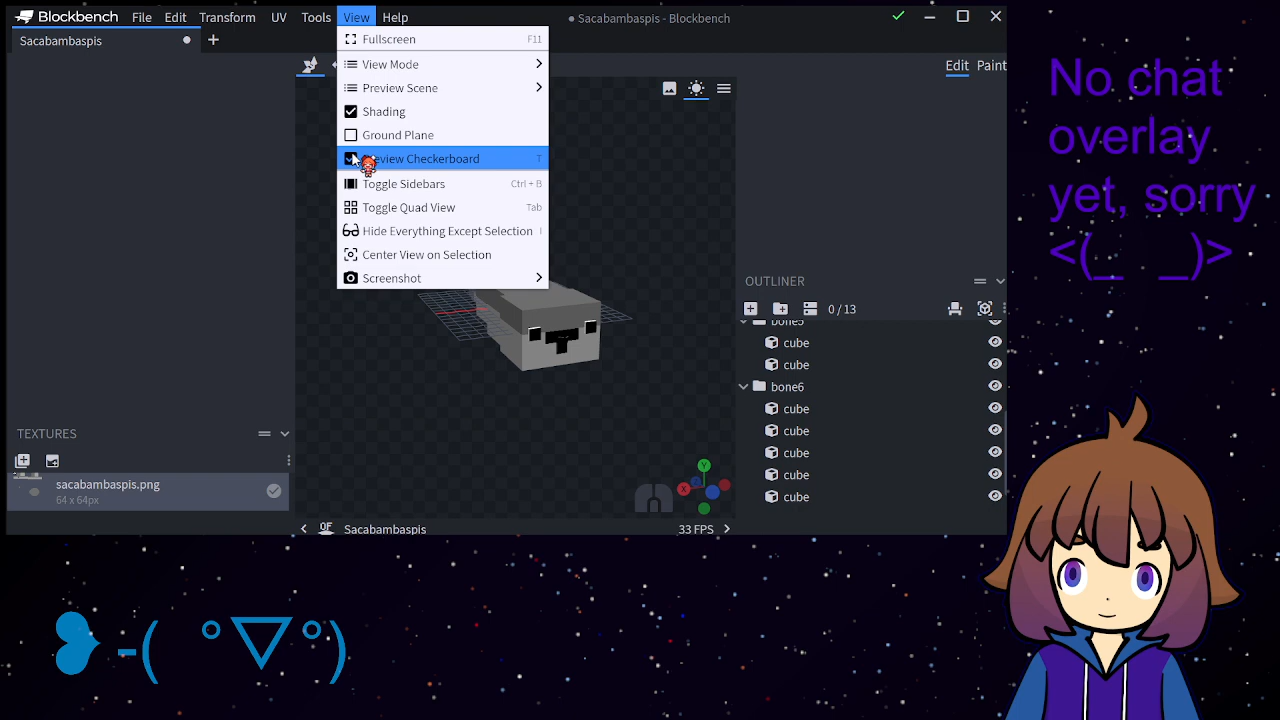 Blockbench File Edit Transform UV Tools View Help
Sacabambaspis - Blockbench
Sacabambaspis
Fullscreen F11
View Mode
Preview Scene
Shading
Ground Plane
eview Checkerboard T
Toggle Sidebars Ctrl + B
Toggle Quad View Tab
Hide Everything Except Selection I
Center View on Selection
Screenshot
Edit Paint
OUTLINER
0 / 13
bone5
cube
cube
bone6
cube
cube
cube
cube
cube
TEXTURES
sacabambaspis.png
64 x 64px
Y
X
Sacabambaspis
33 FPS
No chat
overlay
yet, sorry
<(_ _)>
❥-( °▽°)